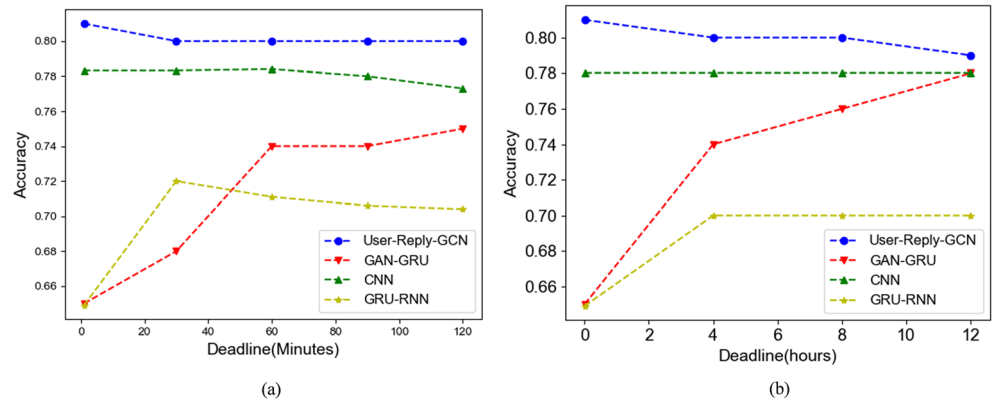 0.80
0.78
0.76
0.74
0.72
0.70
0.68
0.66
Accuracy
0 20 40 60 80 100 120
Deadline(Minutes)
User-Reply-GCN
GAN-GRU
CNN
GRU-RNN
(a)
0.80
0.78
0.76
0.74
0.72
0.70
0.68
0.66
Accuracy
0 2 4 6 8 10 12
Deadline(hours)
User-Reply-GCN
GAN-GRU
CNN
GRU-RNN
(b)